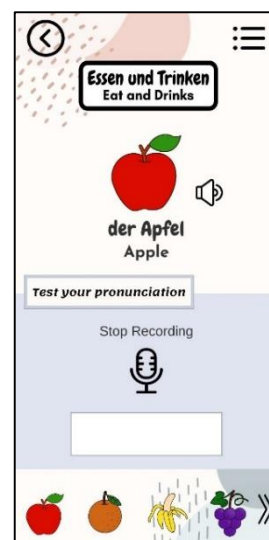 Essen und Trinken
Eat and Drinks
der Apfel
Apple
Test your pronunciation
Stop Recording